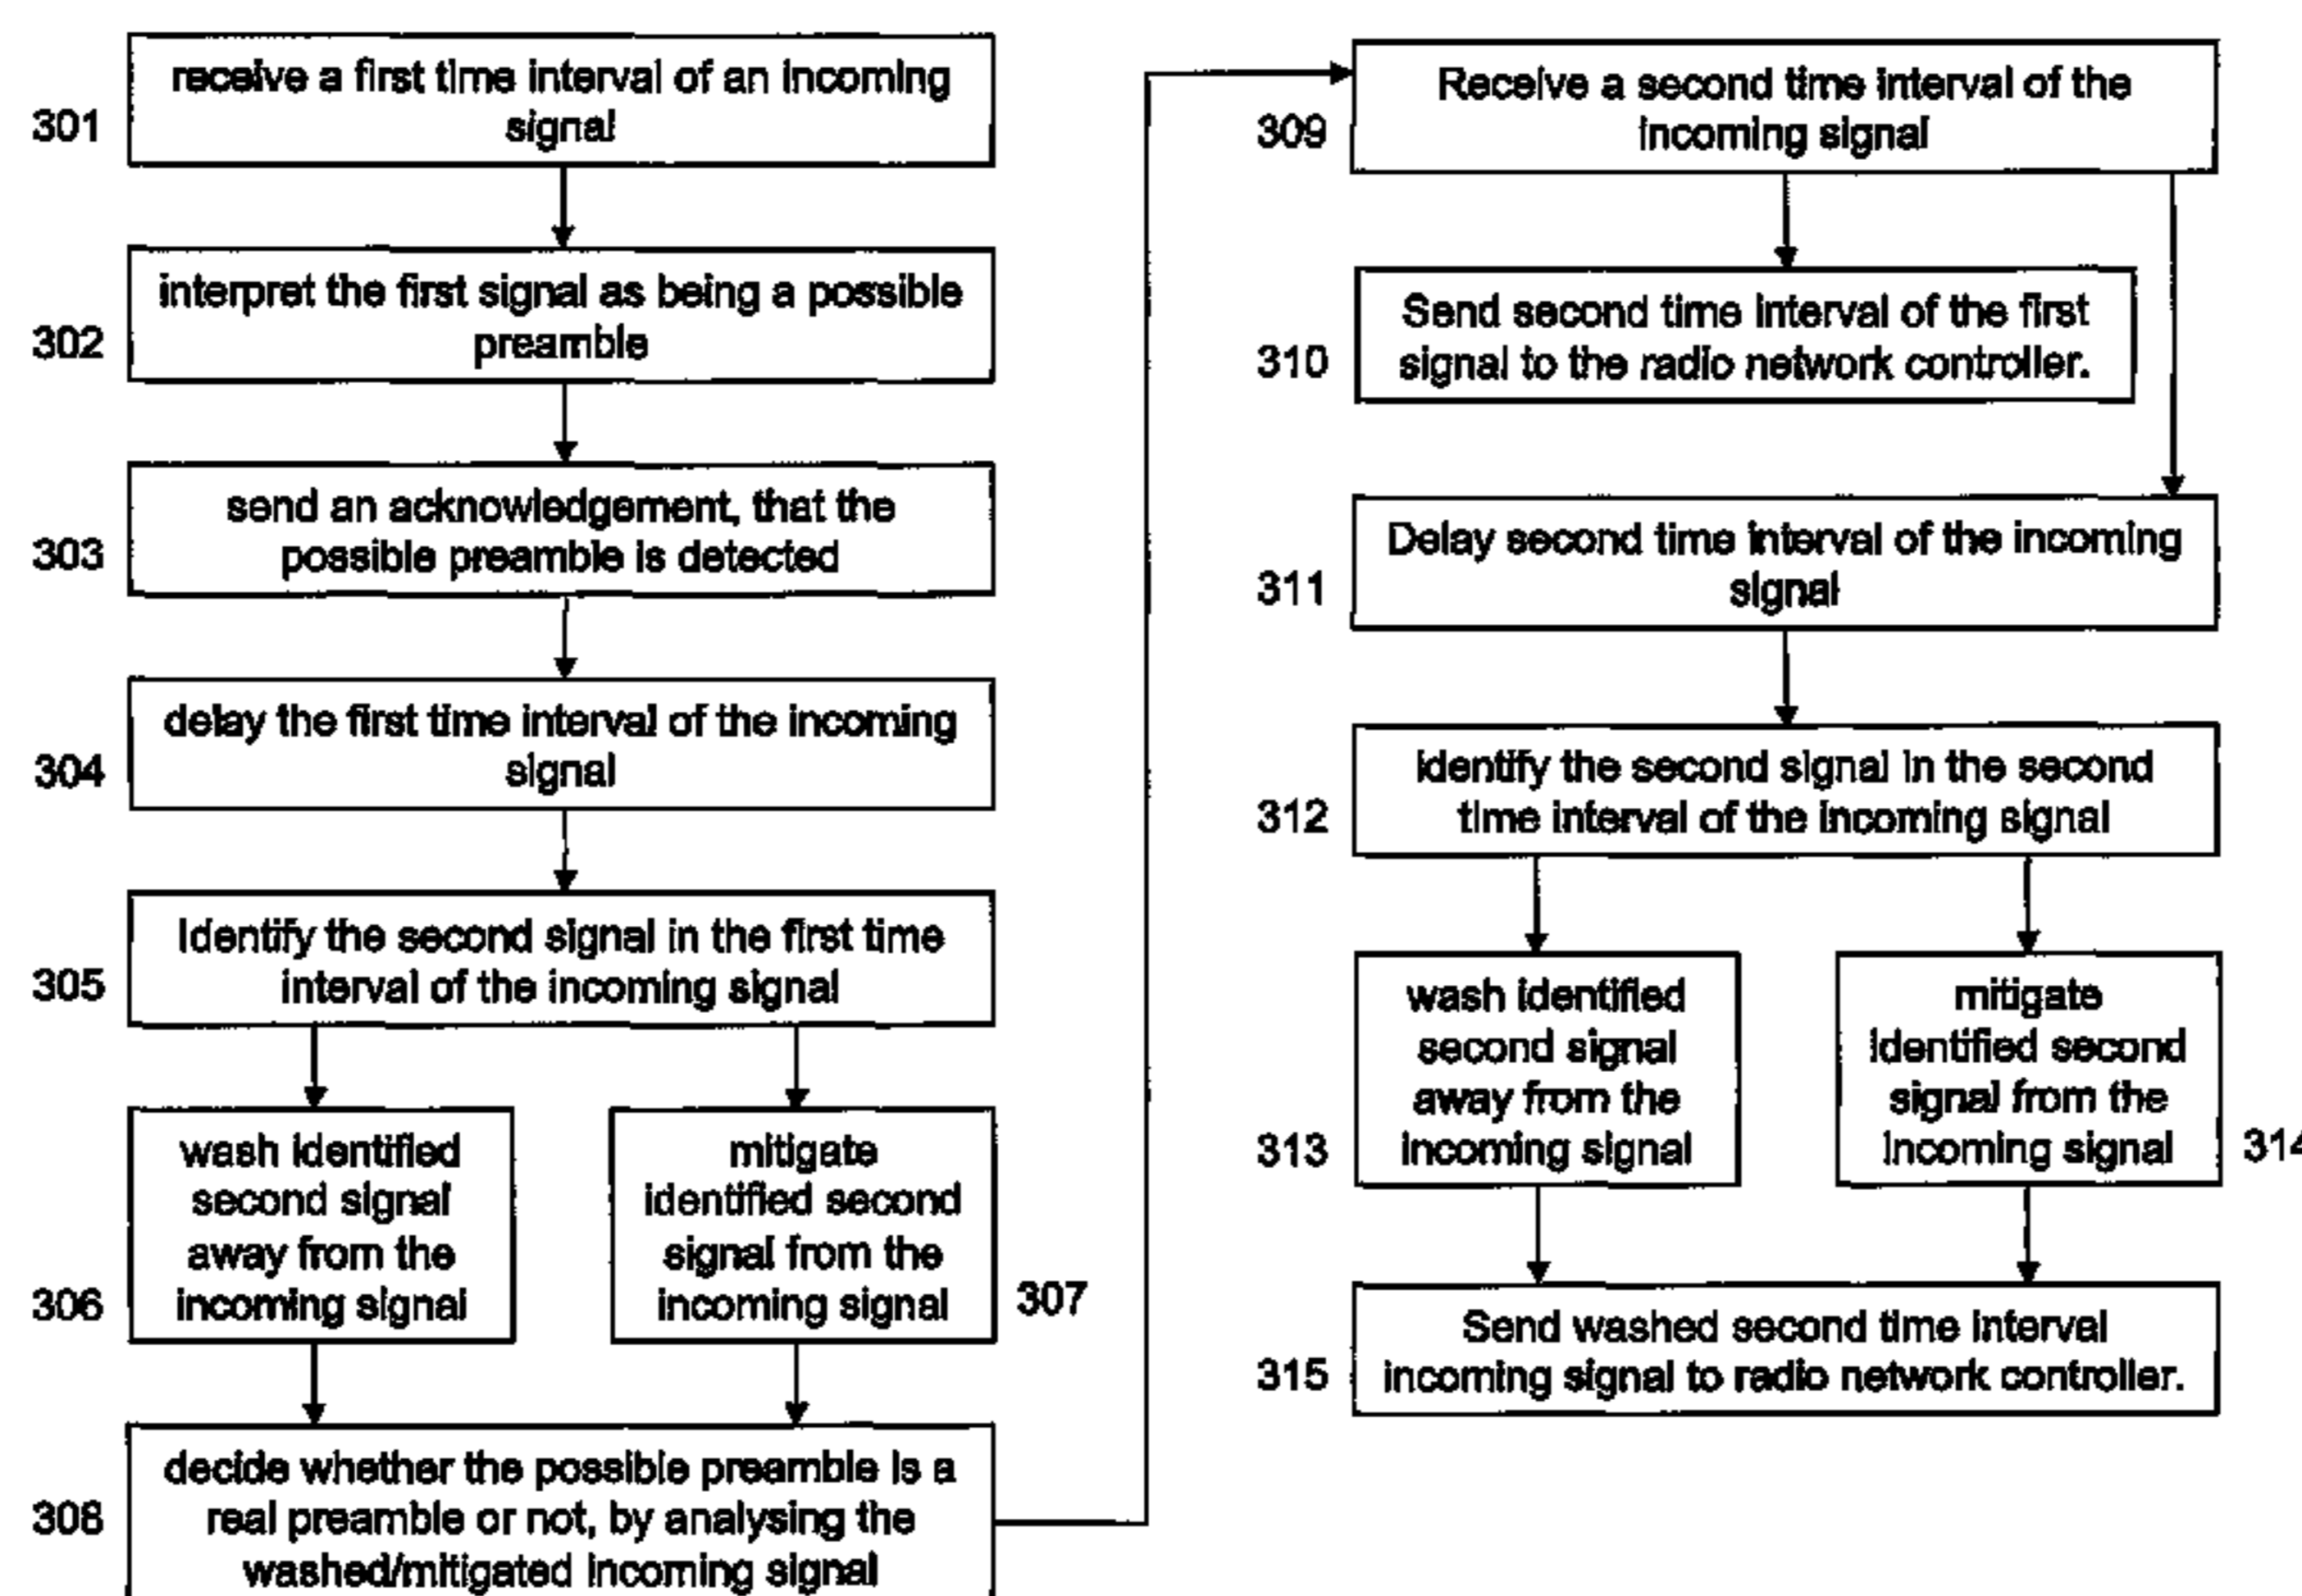 receive a first time interval of an incoming
signal
301
interpret the first signal as being a possible
preamble
302
send an acknowledgement, that the
possible preamble is detected
303
delay the first time interval of the incoming
signal
304
Identify the second signal in the first time
interval of the incoming signal
305
wash identified
second signal
away from the
incoming signal
306
mitigate
identified second
signal from the
incoming signal
307
decide whether the possible preamble is a
real preamble or not, by analysing the
washed/mitigated incoming signal
308
Receive a second time interval of the
incoming signal
309
Send second time interval of the first
signal to the radio network controller.
310
Delay second time interval of the incoming
signal
311
identify the second signal in the second
time interval of the incoming signal
312
wash identified
second signal
away from the
incoming signal
313
mitigate
identified second
signal from the
incoming signal
314
Send washed second time interval
incoming signal to radio network controller.
315